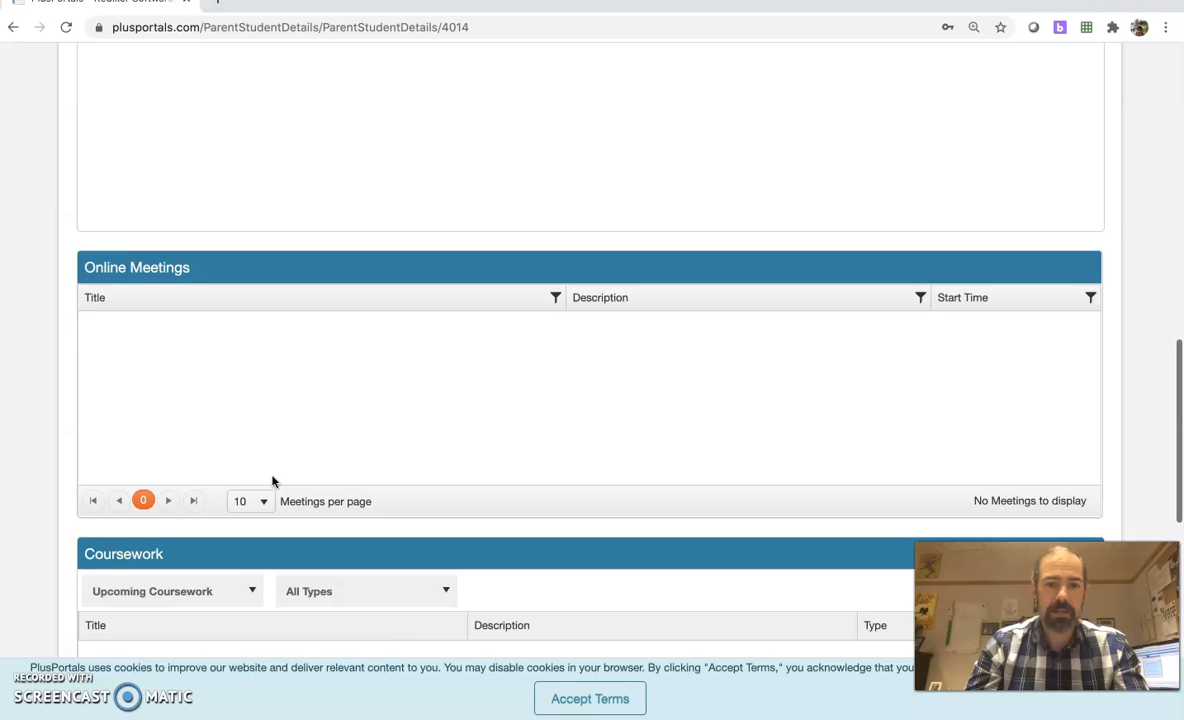 plusportals.com/ParentStudentDetails/ParentStudentDetails/4014
Online Meetings
Title Description Start Time
0 10 Meetings per page No Meetings to display
Coursework
Upcoming Coursework All Types
Title Description Type
PlusPortals uses cookies to improve our website and deliver relevant content to you. You may disable cookies in your browser. By clicking "Accept Terms," you acknowledge that you
Accept Terms
RECORDED WITH
SCREENCAST MATIC